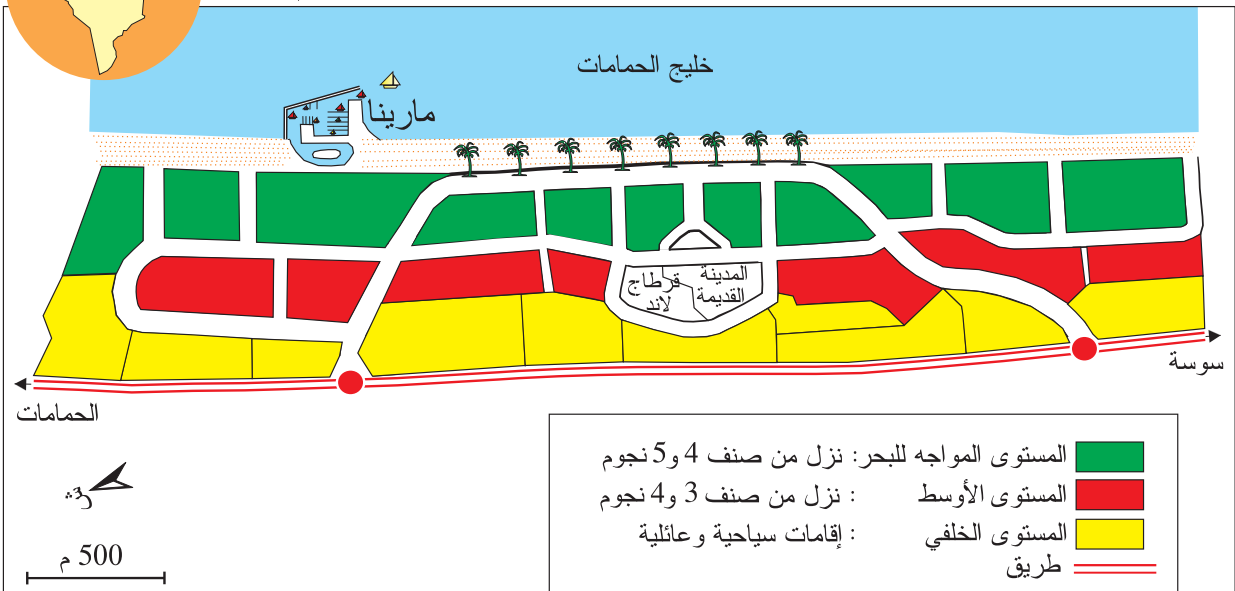 خليج الحمامات
مارينا
المدينة
القديمة
قرطاج
لاند
سوسة
الحمامات
ش
500 م
المستوى المواجه للبحر: نزل من صنف 4 و5 نجوم
المستوى الأوسط : نزل من صنف 3 و4 نجوم
المستوى الخلفي : إقامات سياحية وعائلية
طريق